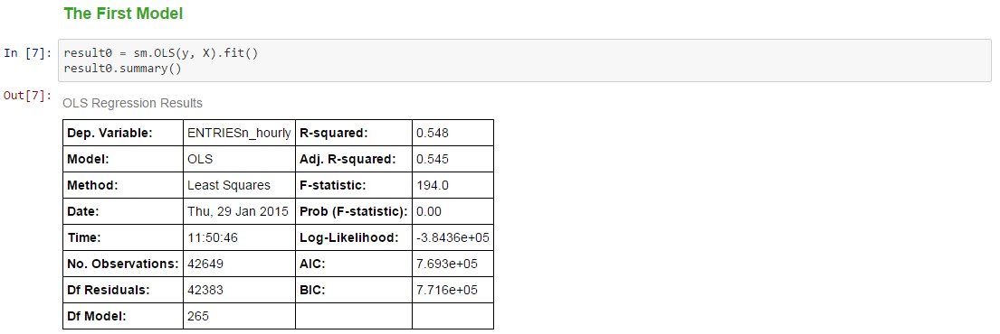 The First Model
In [7]: result0 = sm.OLS(y, X).fit()
result0.summary()
Out[7]: OLS Regression Results
Dep. Variable: ENTRIESn_hourly R-squared: 0.548
Model: OLS Adj. R-squared: 0.545
Method: Least Squares F-statistic: 194.0
Date: Thu, 29 Jan 2015 Prob (F-statistic): 0.00
Time: 11:50:46 Log-Likelihood: -3.8436e+05
No. Observations: 42649 AIC: 7.693e+05
Df Residuals: 42383 BIC: 7.716e+05
Df Model: 265